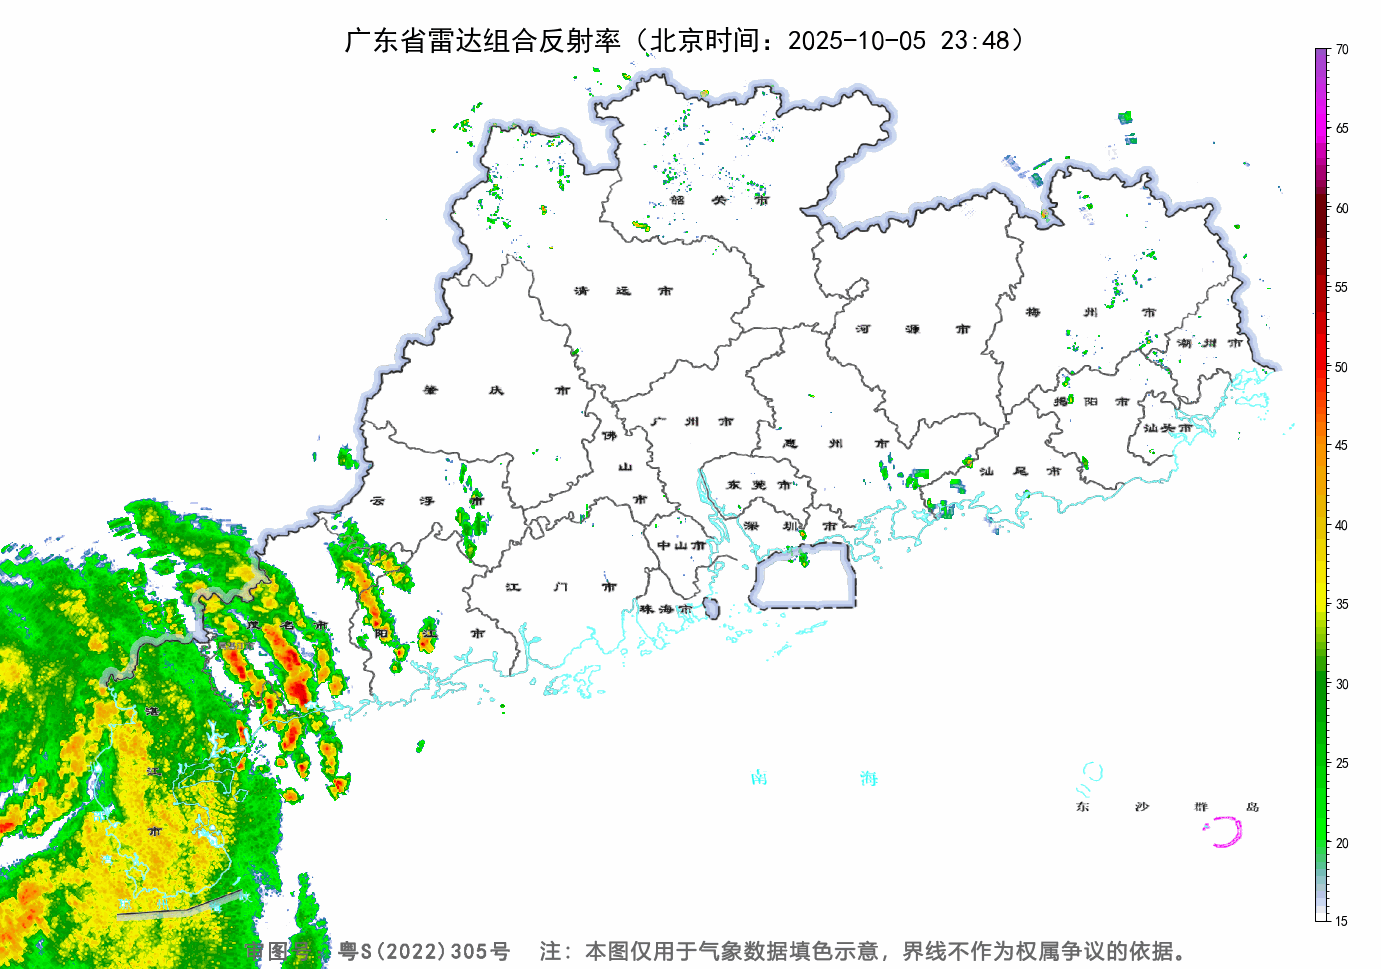 广东省雷达组合反射率（北京时间：2025-10-05 23:48）
70
65
60
55
50
45
40
35
30
25
20
15
韶关市
清远市
河源市
梅州市
潮州市
肇庆市
广州市
揭阳市
佛山市
惠州市
汕头市
汕尾市
东莞市
云浮市
深圳市
中山市
江门市
珠海市
茂名市
阳江市
湛江市
南海
东沙群岛
审图号：粤S(2022)305号 注：本图仅用于气象数据填色示意，界线不作为权属争议的依据。